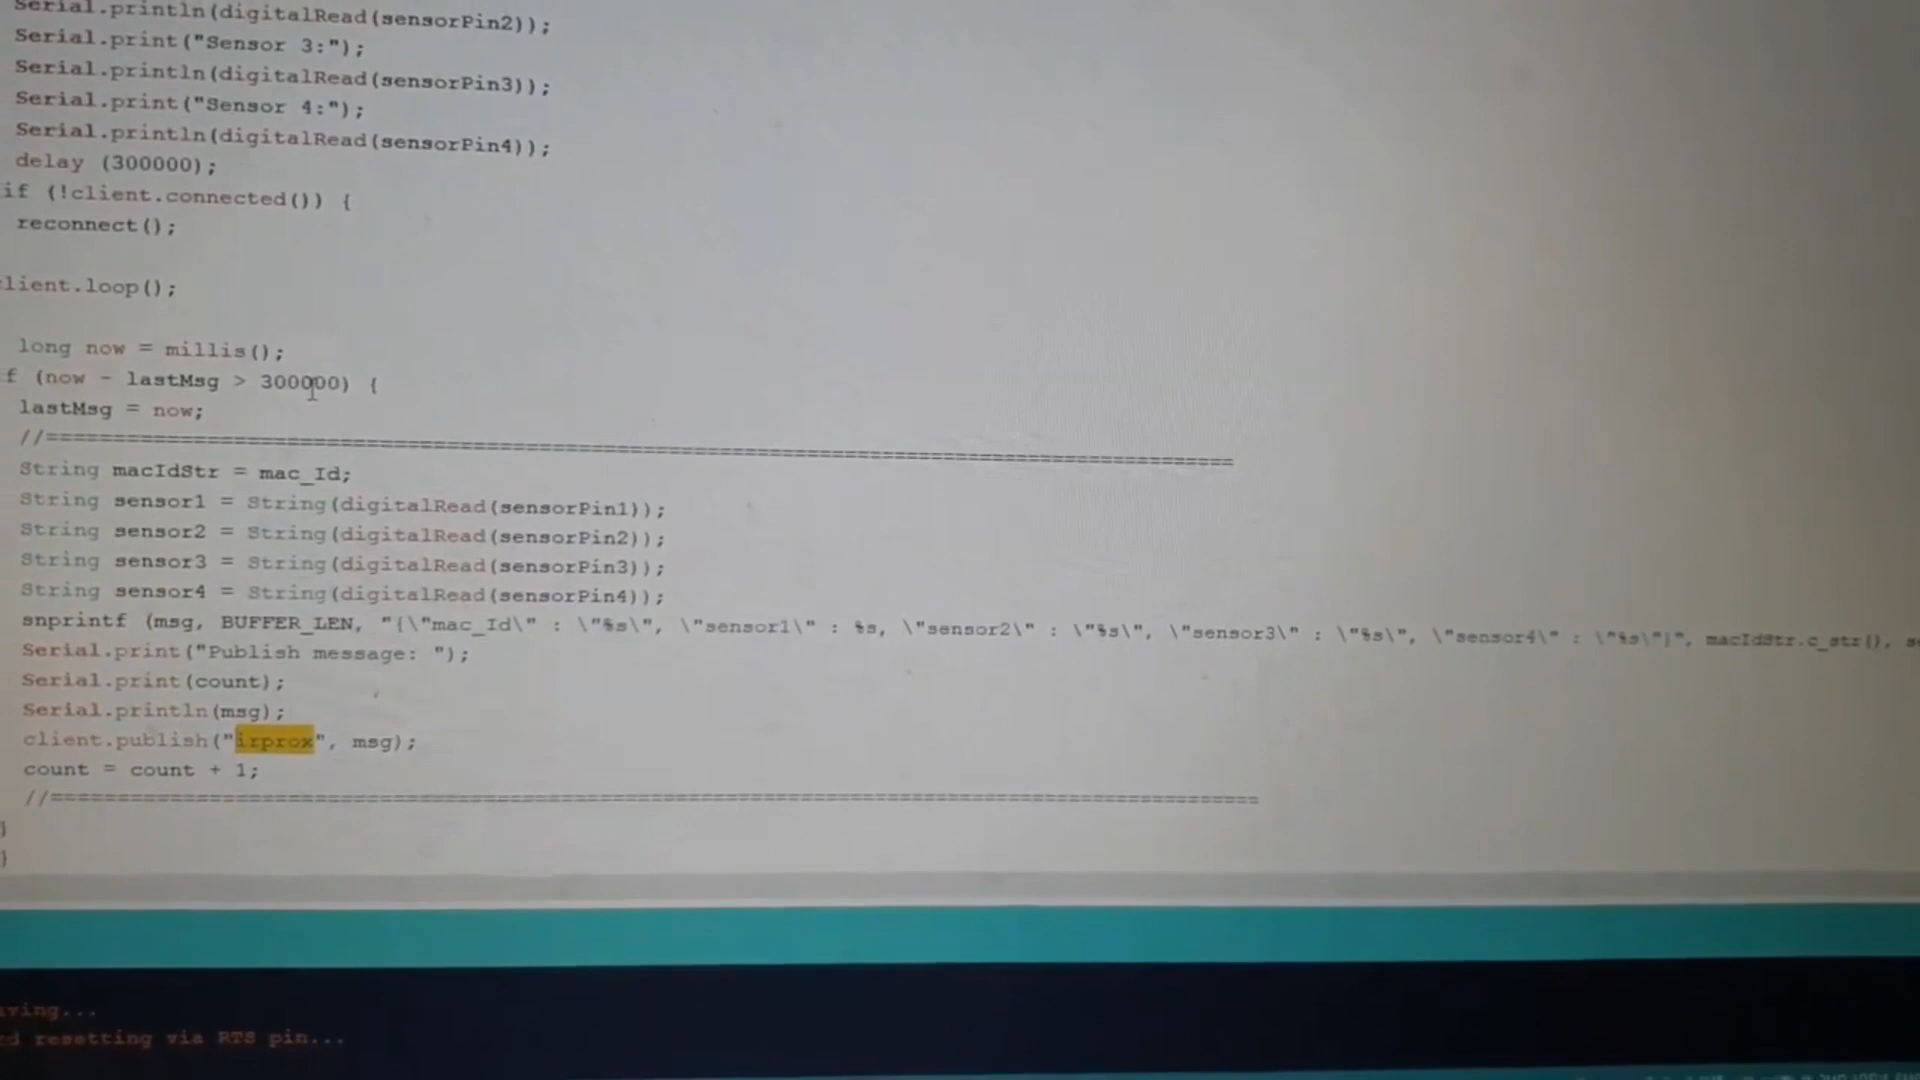 Serial.println(digitalRead(sensorPin2));
Serial.print("Sensor 3:");
Serial.println(digitalRead(sensorPin3));
Serial.print("Sensor 4:");
Serial.println(digitalRead(sensorPin4));
delay (300000);
if (!client.connected()) {
reconnect();
lient.loop();
long now = millis();
f (now - lastMsg > 300000) {
lastMsg = now;
//==========================================================================================
String macIdStr = mac_Id;
String sensor1 = String(digitalRead(sensorPin1));
String sensor2 = String(digitalRead(sensorPin2));
String sensor3 = String(digitalRead(sensorPin3));
String sensor4 = String(digitalRead(sensorPin4));
snprintf (msg, BUFFER_LEN, "{\"mac_Id\" : \"%s\", \"sensor1\" : %s, \"sensor2\" : \"%s\", \"sensor3\" : \"%s\", \"sensor4\" : \"%s\"}", macIdStr.c_str(), s
Serial.print("Publish message: ");
Serial.print(count);
Serial.println(msg);
client.publish("irprox", msg);
count = count + 1;
//==========================================================================================
}
}
aving...
rd resetting via RTS pin...